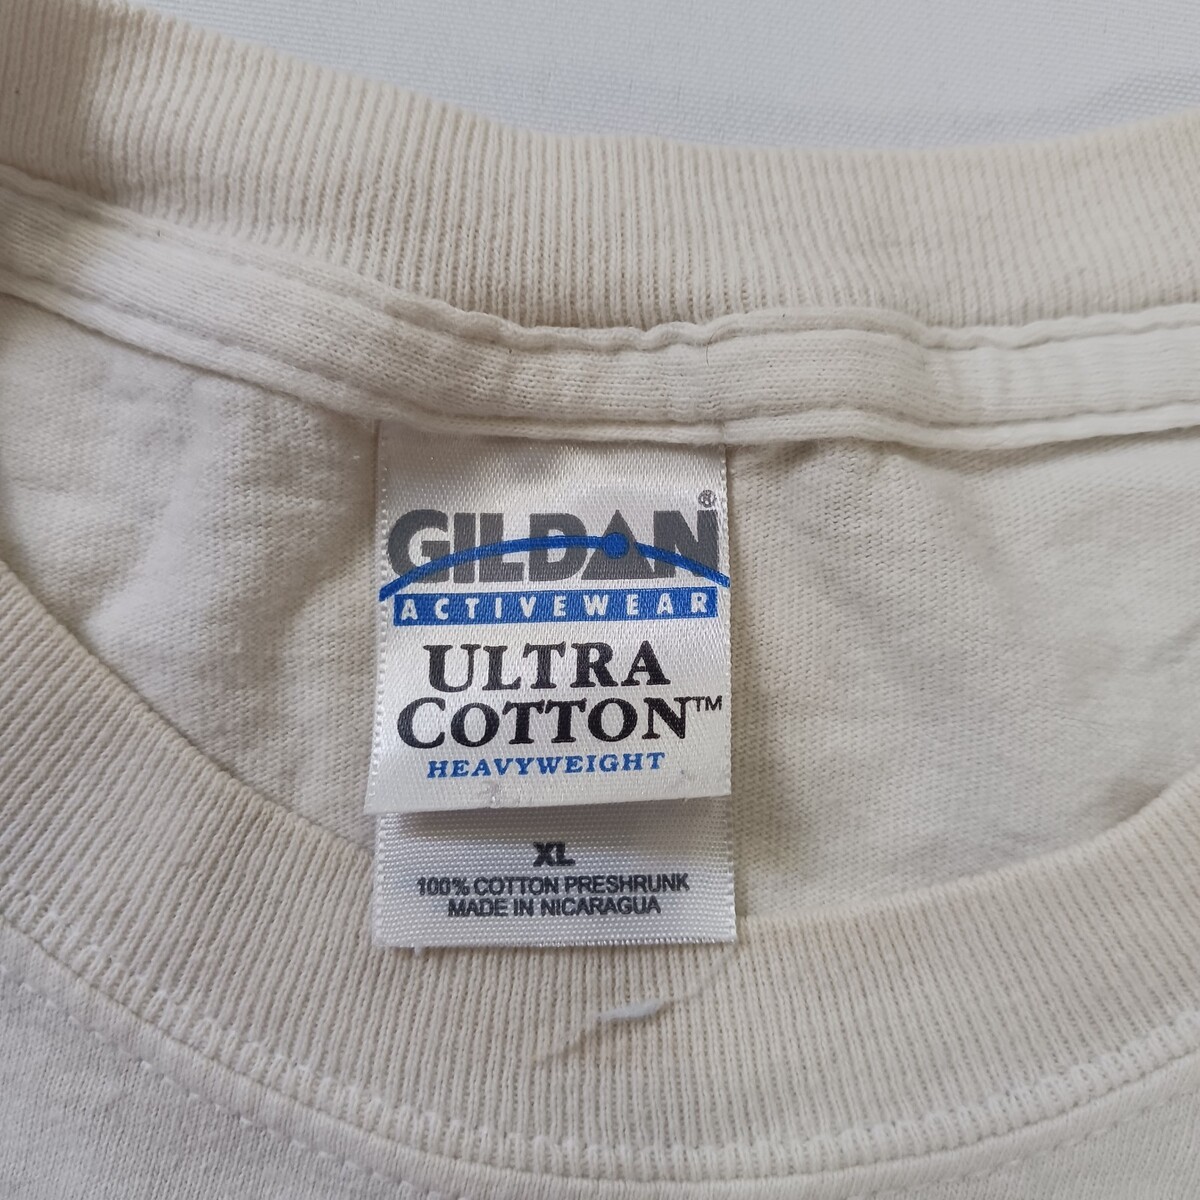 GILDAN®
ACTIVEWEAR
ULTRA
COTTON™
HEAVYWEIGHT
XL
100% COTTON PRESHRUNK
MADE IN NICARAGUA